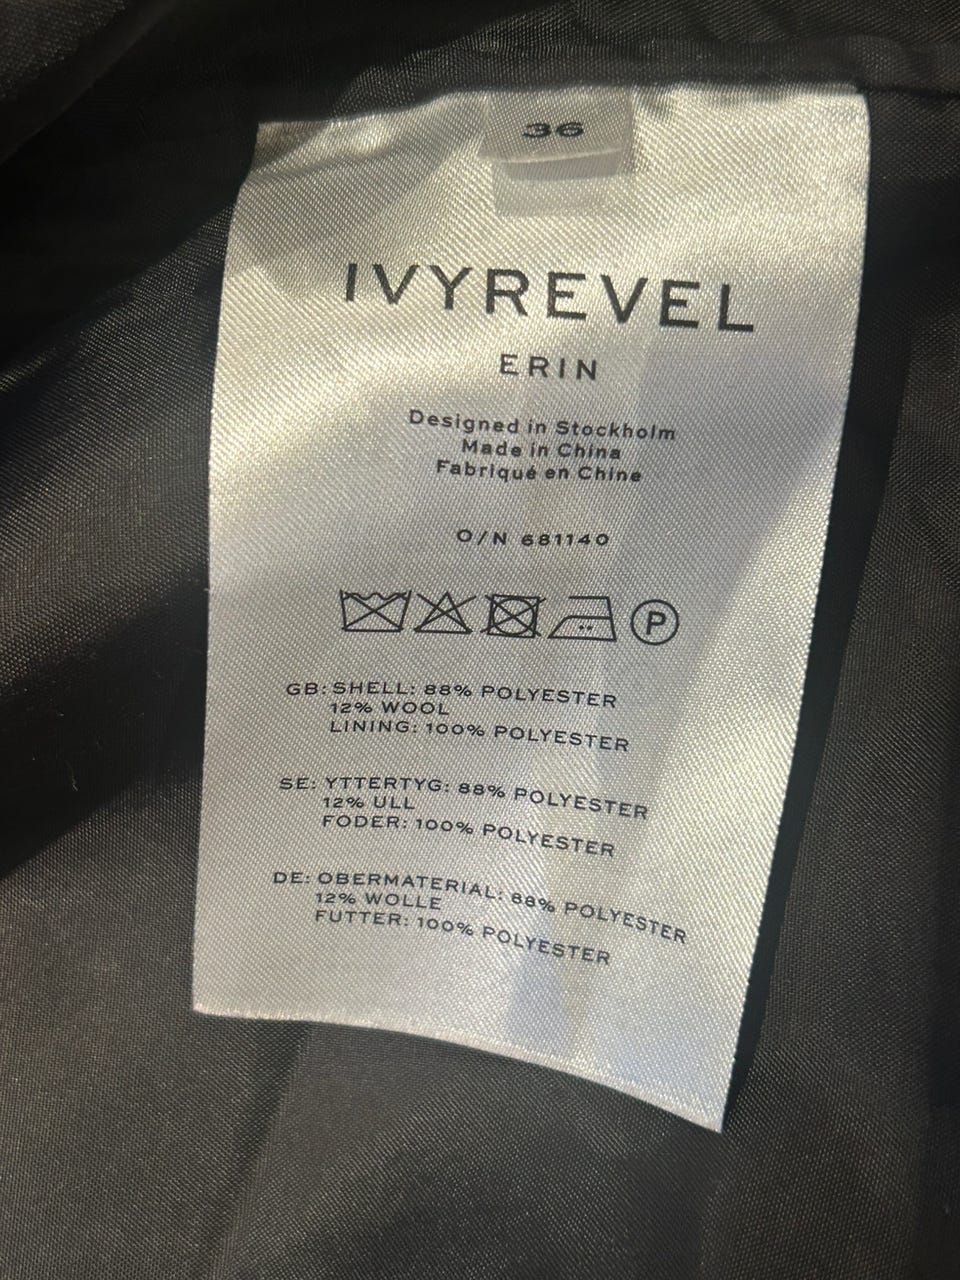 36
IVYREVEL
ERIN
Designed in Stockholm
Made in China
Fabriqué en Chine
O/N 681140
P
GB: SHELL: 88% POLYESTER
12% WOOL
LINING: 100% POLYESTER
SE: YTTERTYG: 88% POLYESTER
12% ULL
FODER: 100% POLYESTER
DE: OBERMATERIAL: 88% POLYESTER
12% WOLLE
FUTTER: 100% POLYESTER